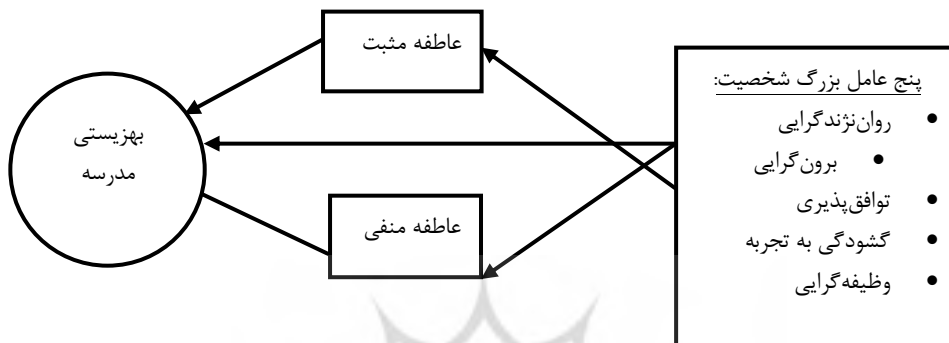 عاطفه مثبت
پنج عامل بزرگ شخصیت:
• روان‌نژندگرایی
• برون‌گرایی
• توافق‌پذیری
• گشودگی به تجربه
• وظیفه‌گرایی
بهزیستی
مدرسه
عاطفه منفی